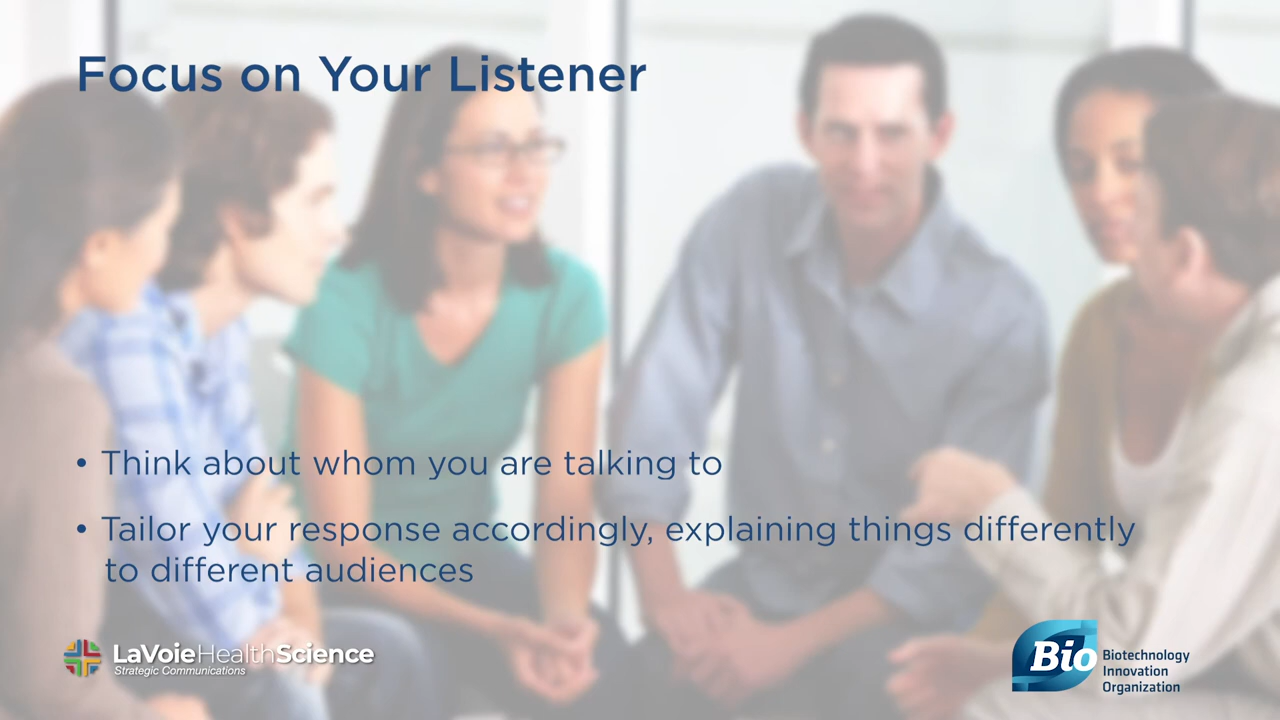 Focus on Your Listener
• Think about whom you are talking to
• Tailor your response accordingly, explaining things differently
to different audiences
LaVoieHealthScience
Strategic Communications
Bio
Biotechnology
Innovation
Organization